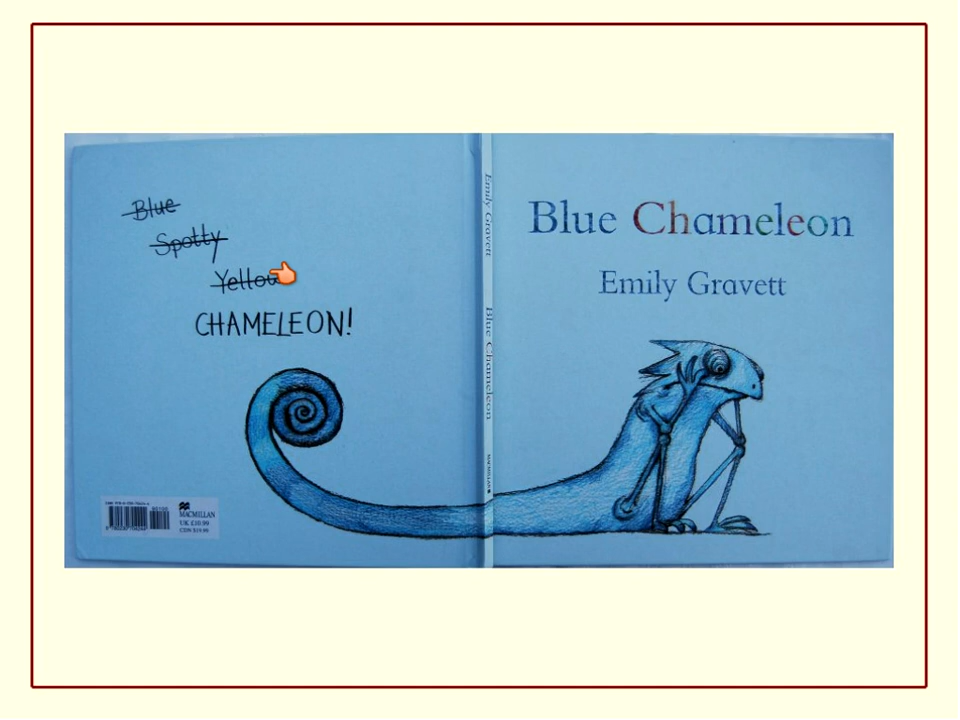 Blue
Spotty
Yellow
CHAMELEON!
MACMILLAN
UK £10.99
Emily Gravett
Blue Chameleon
MACMILLAN
Blue Chameleon
Emily Gravett